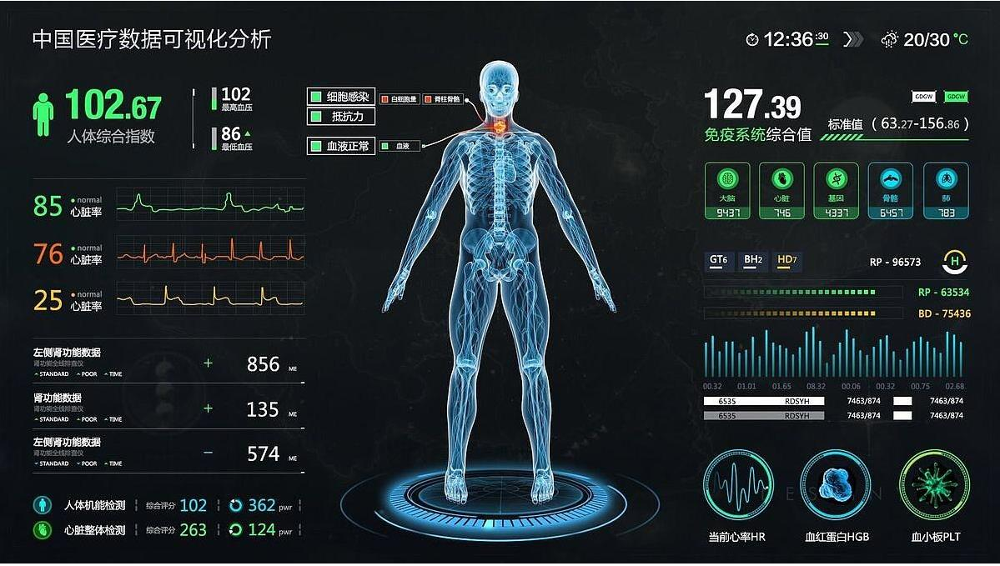 中国医疗数据可视化分析
12:36:30
20/30 °C
102.67
人体综合指数
102
最高血压
86
最低血压
细胞感染
白细胞量
脊柱骨骼
抵抗力
血液正常
血液
127.39
免疫系统综合值
GDGW
GDGW
标准值 ( 63.27-156.86 )
85
normal
心脏率
76
normal
心脏率
25
normal
心脏率
大脑
9437
心脏
746
基因
4337
骨骼
6457
肺
783
GT6
BH2
HD7
RP - 96573
H
RP - 63534
BD - 75436
00.32 01.01 01.65 08.32 00.06 00.32 00.75 02.68
6535 RDSYH 7463/874 7463/874
6535 RDSYH 7463/874 7463/874
左侧肾功能数据
肾功能全线排查仪
STANDARD POOR TIME
+ 856 ME
肾功能数据
肾功能全线排查仪
STANDARD POOR TIME
+ 135 ME
左侧肾功能数据
肾功能全线排查仪
STANDARD POOR TIME
- 574 ME
人体机能检测 综合评分 102 362 pwr
心脏整体检测 综合评分 263 124 pwr
当前心率HR
血红蛋白HGB
血小板PLT